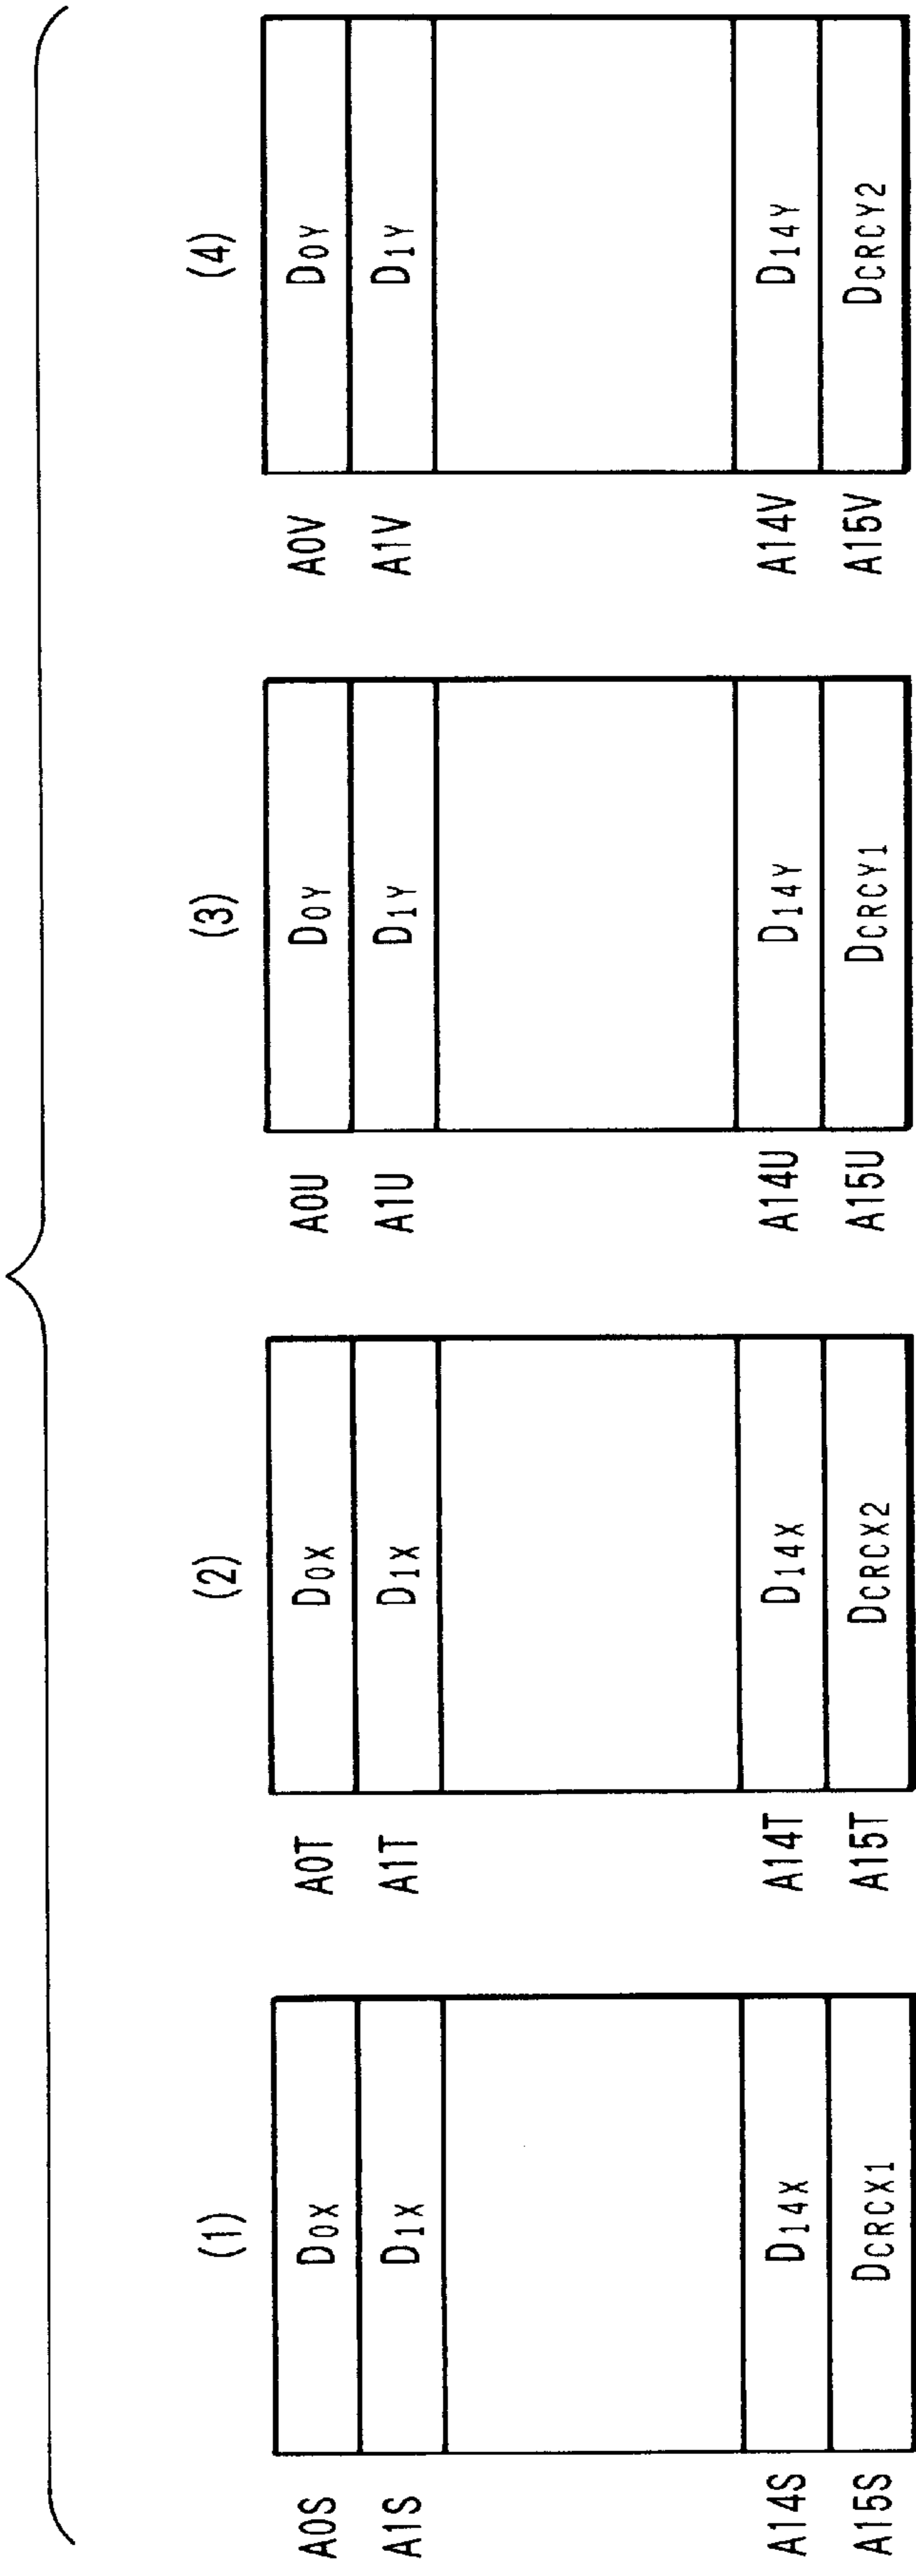 (1)
A0S D0X
A1S D1X
A14S D14X
A15S DCRCX1
(2)
A0T D0X
A1T D1X
A14T D14X
A15T DCRCX2
(3)
A0U D0Y
A1U D1Y
A14U D14Y
A15U DCRCY1
(4)
A0V D0Y
A1V D1Y
A14V D14Y
A15V DCRCY2